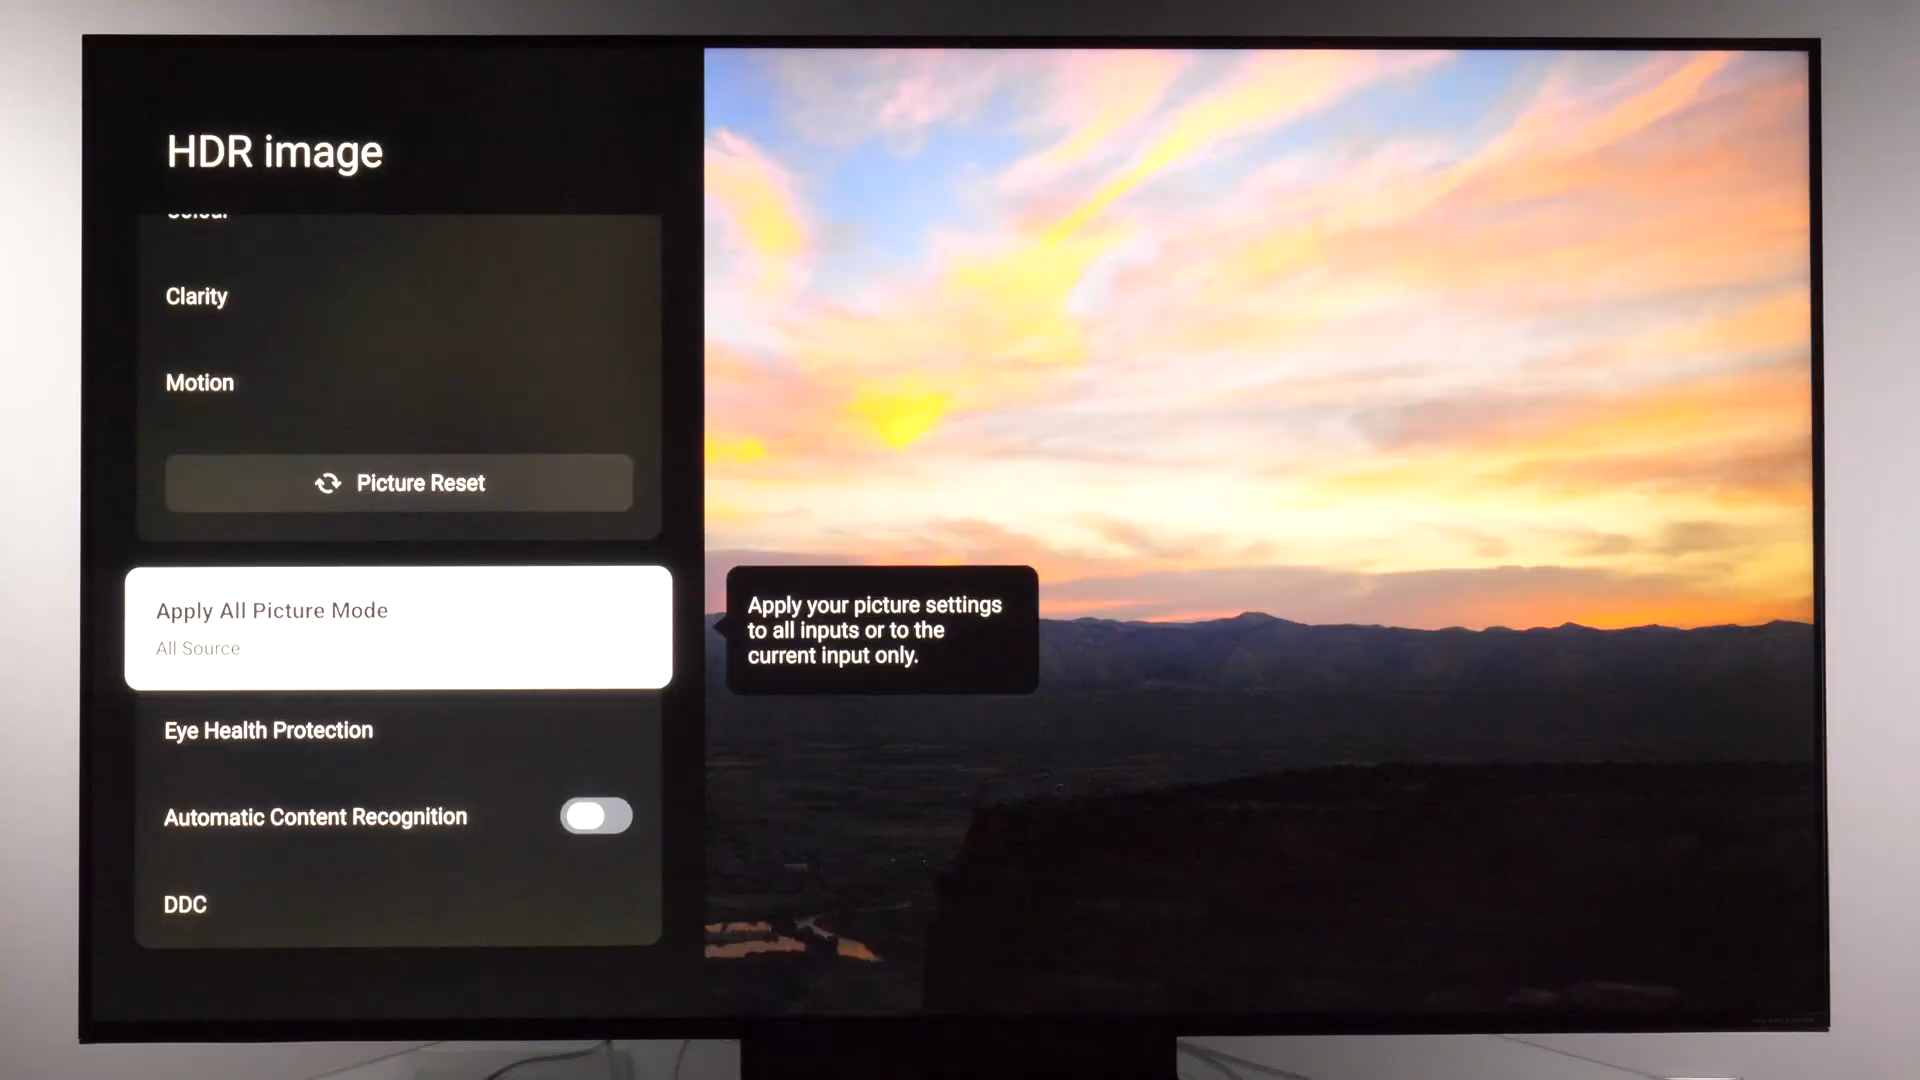 HDR image
Colour
Clarity
Motion
Picture Reset
Apply All Picture Mode
All Source
Apply your picture settings
to all inputs or to the
current input only.
Eye Health Protection
Automatic Content Recognition
DDC